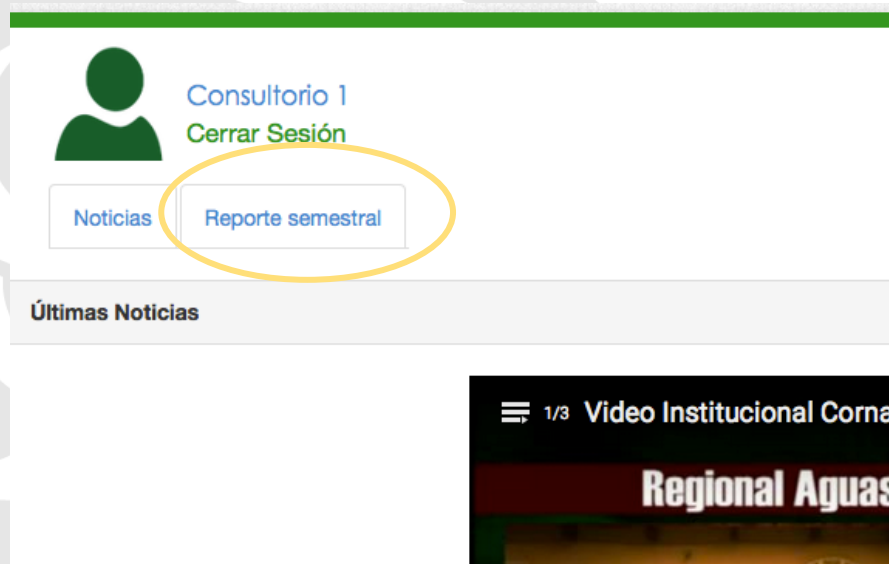 Consultorio 1
Cerrar Sesión
Noticias Reporte semestral
Últimas Noticias
1/3 Video Institucional Corna
Regional Aguas